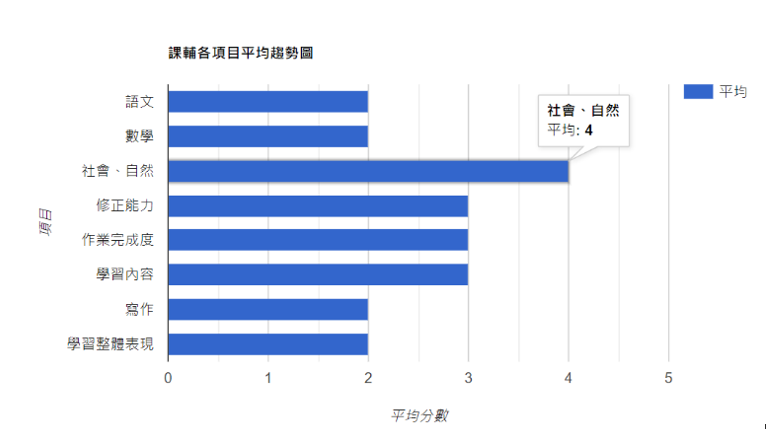 課輔各項目平均趨勢圖
平均
語文
數學
社會、自然
修正能力
作業完成度
學習內容
寫作
學習整體表現
社會、自然
平均: 4
項目
0 1 2 3 4 5
平均分數